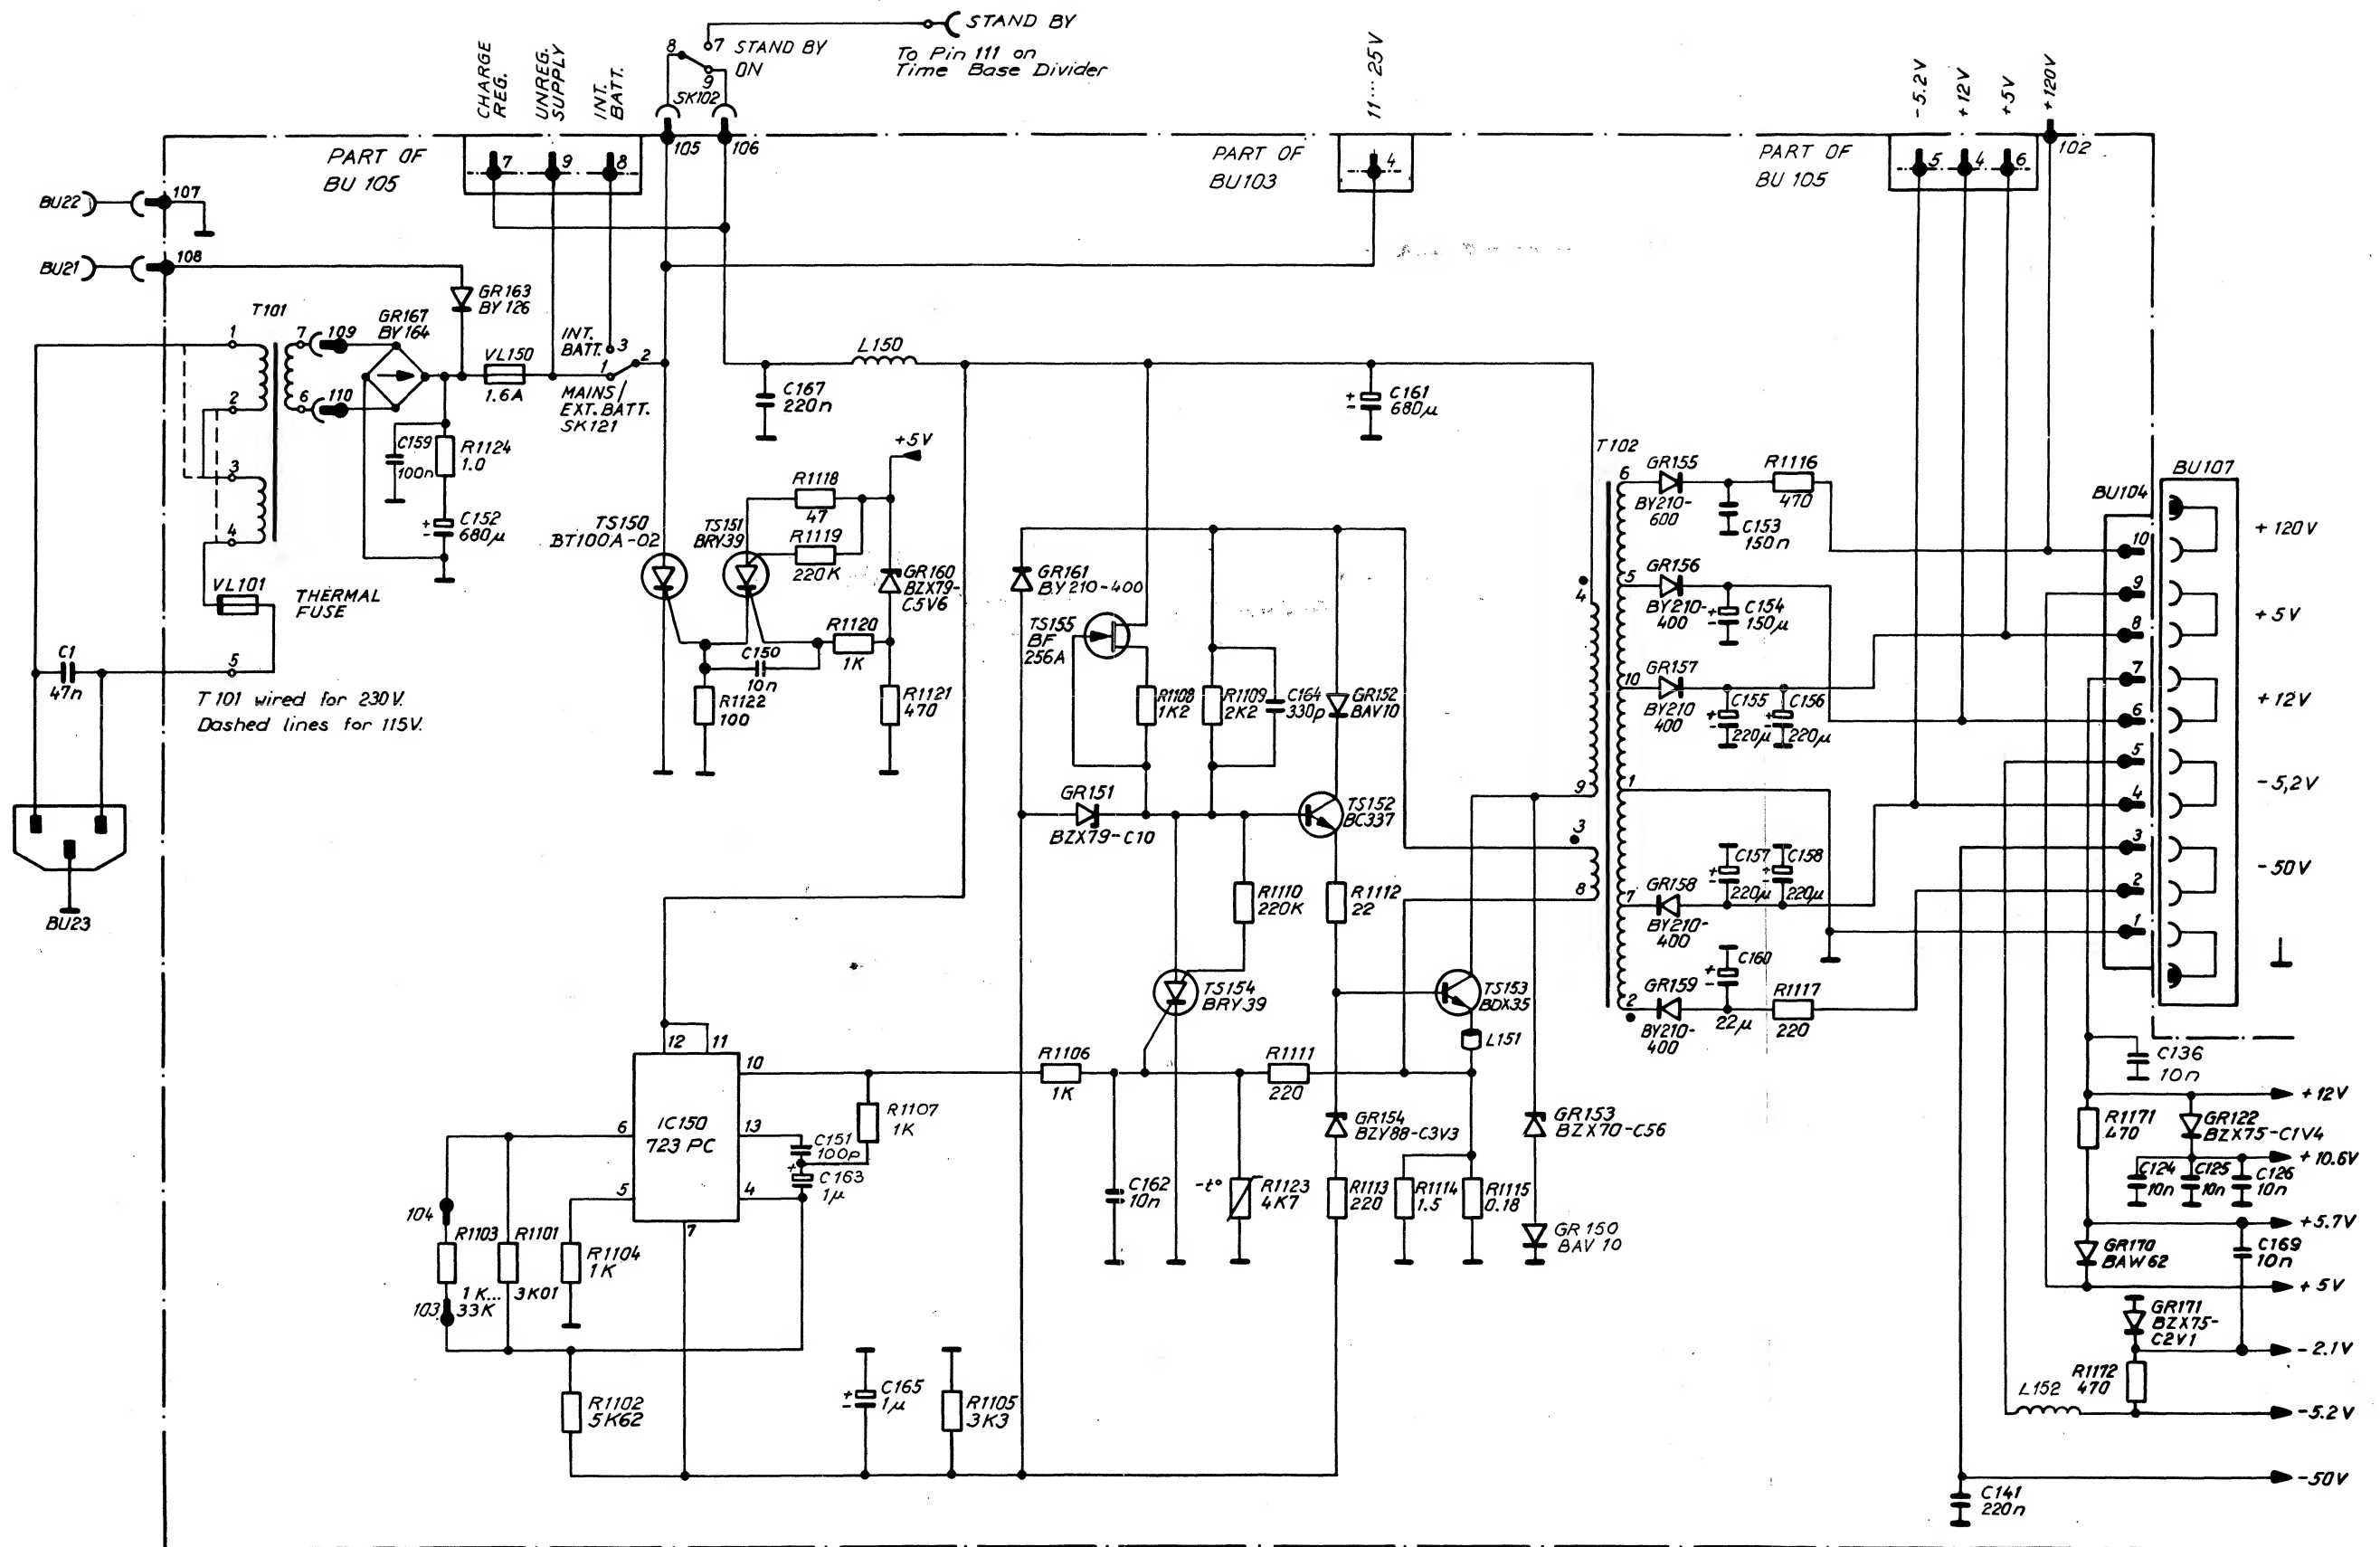 STAND BY
To Pin 111 on
Time Base Divider
8
7
STAND BY
ON
9
SK102
CHARGE
REG.
UNREG.
SUPPLY
INT.
BATT.
11...25V
-5.2V
+12V
+5V
+120V
PART OF
BU 105
7
9
8
105
106
PART OF
BU103
4
PART OF
BU 105
5
4
6
102
BU22
107
BU21
108
GR163
BY 126
T101
1
2
3
4
5
7
109
6
110
GR167
BY 164
VL150
1.6A
INT.
BATT.
3
2
1
MAINS/
EXT. BATT.
SK121
C159
100n
R1124
1.0
+
-
C152
680µ
VL101
THERMAL
FUSE
C1
47n
T 101 wired for 230 V.
Dashed lines for 115V.
BU23
L150
C167
220n
+
-
C161
680µ
+5V
R1118
47
R1119
220K
TS150
BT100A-02
TS151
BRY39
GR160
BZX79-
C5V6
R1120
1K
C150
10n
R1122
100
R1121
470
GR161
BY210-400
TS155
BF
256A
R1108
1K2
R1109
2K2
C164
330p
GR152
BAV10
GR151
BZX79-C10
TS152
BC337
R1110
220K
R1112
22
TS154
BRY39
TS153
BDX35
L151
T102
4
9
3
8
6
5
10
1
7
2
GR155
BY210-
600
R1116
470
C153
150n
GR156
BY210-
400
+
-
C154
150µ
GR157
BY210
400
+
-
C155
220µ
+
-
C156
220µ
GR158
BY210-
400
+
-
C157
220µ
+
-
C158
220µ
GR159
BY210-
400
+
-
C160
22µ
R1117
220
BU104
10
9
8
7
6
5
4
3
2
1
BU107
+ 120V
+ 5V
+ 12V
- 5,2V
- 50V
12
11
10
IC150
723 PC
6
13
5
4
7
R1106
1K
R1107
1K
C151
100p
+
C163
1µ
R1111
220
GR154
BZY88-C3V3
GR153
BZX70-C56
C162
10n
-t°
R1123
4K7
R1113
220
R1114
1.5
R1115
0.18
GR 150
BAV 10
104
R1103
1K...
33K
103
R1101
3K01
R1104
1K
R1102
5K62
+
-
C165
1µ
R1105
3K3
C136
10n
+ 12V
R1171
470
GR122
BZX75-C1V4
+ 10.6V
C124
10n
C125
10n
C126
10n
+5.7V
GR170
BAW62
C169
10n
+ 5V
GR171
BZX75-
C2V1
- 2.1V
R1172
470
L152
-5.2V
-50V
C141
220n